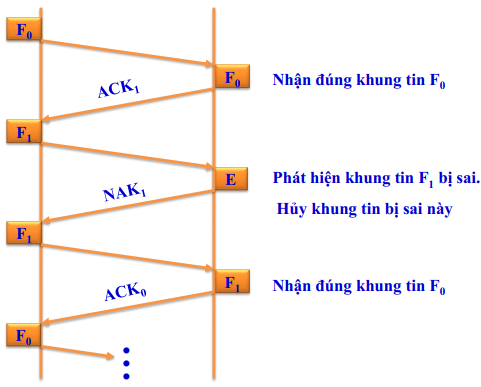 F₀
F₀
Nhận đúng khung tin F₀
ACK₁
F₁
E
Phát hiện khung tin F₁ bị sai.
NAK₁
Hủy khung tin bị sai này
F₁
F₁
Nhận đúng khung tin F₀
ACK₀
F₀